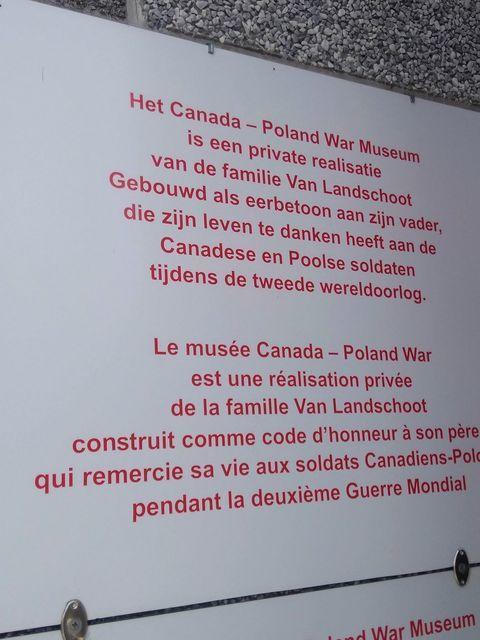 Het Canada – Poland War Museum
is een private realisatie
van de familie Van Landschoot
Gebouwd als eerbetoon aan zijn vader,
die zijn leven te danken heeft aan de
Canadese en Poolse soldaten
tijdens de tweede wereldoorlog.
Le musée Canada – Poland War
est une réalisation privée
de la famille Van Landschoot
construit comme code d'honneur à son père
qui remercie sa vie aux soldats Canadiens-Polo
pendant la deuxième Guerre Mondial
War Museum